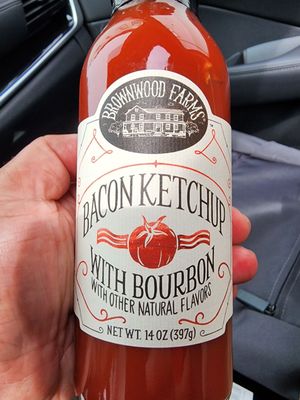 BROWNWOOD FARMS
BACON KETCHUP
WITH BOURBON
WITH OTHER NATURAL FLAVORS
NET WT. 14 OZ (397g)